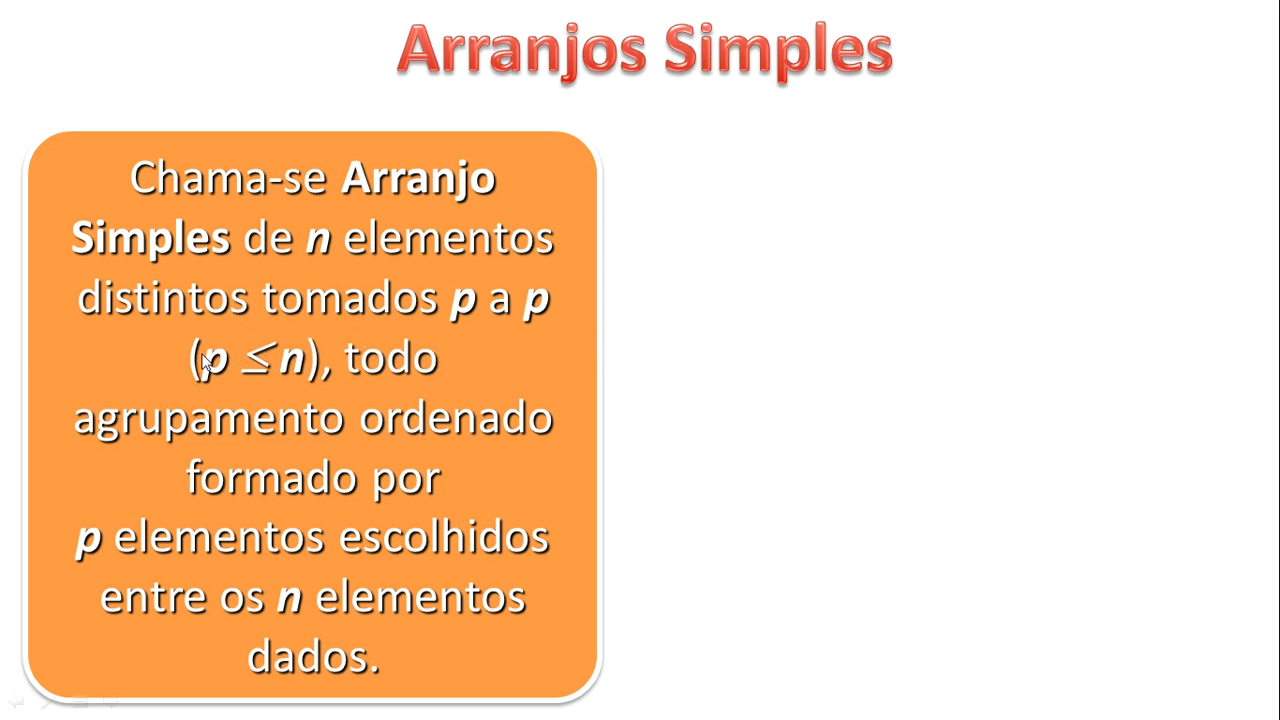 Arranjos Simples
Chama-se Arranjo
Simples de n elementos
distintos tomados p a p
(p ≤ n), todo
agrupamento ordenado
formado por
p elementos escolhidos
entre os n elementos
dados.